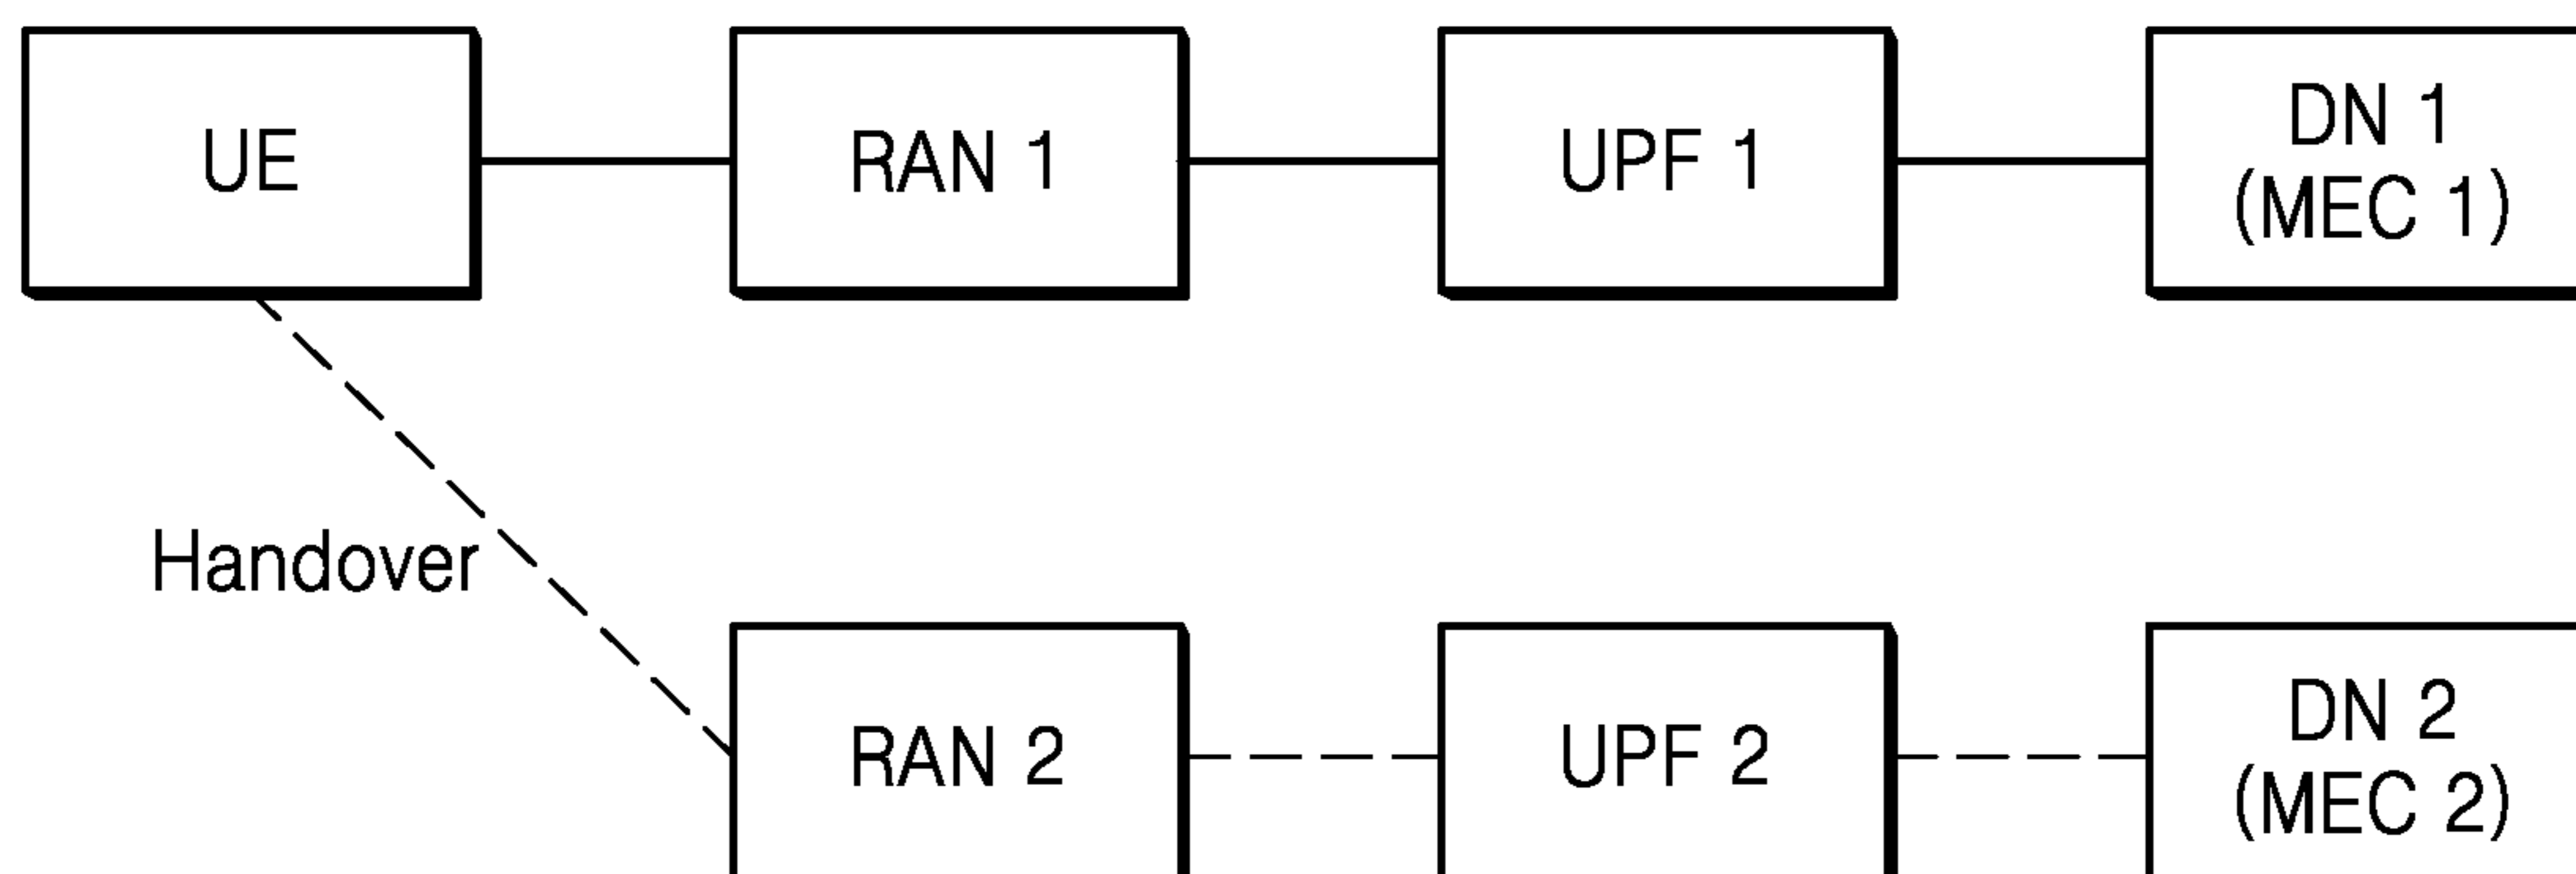 UE
RAN 1
UPF 1
DN 1
(MEC 1)
Handover
RAN 2
UPF 2
DN 2
(MEC 2)